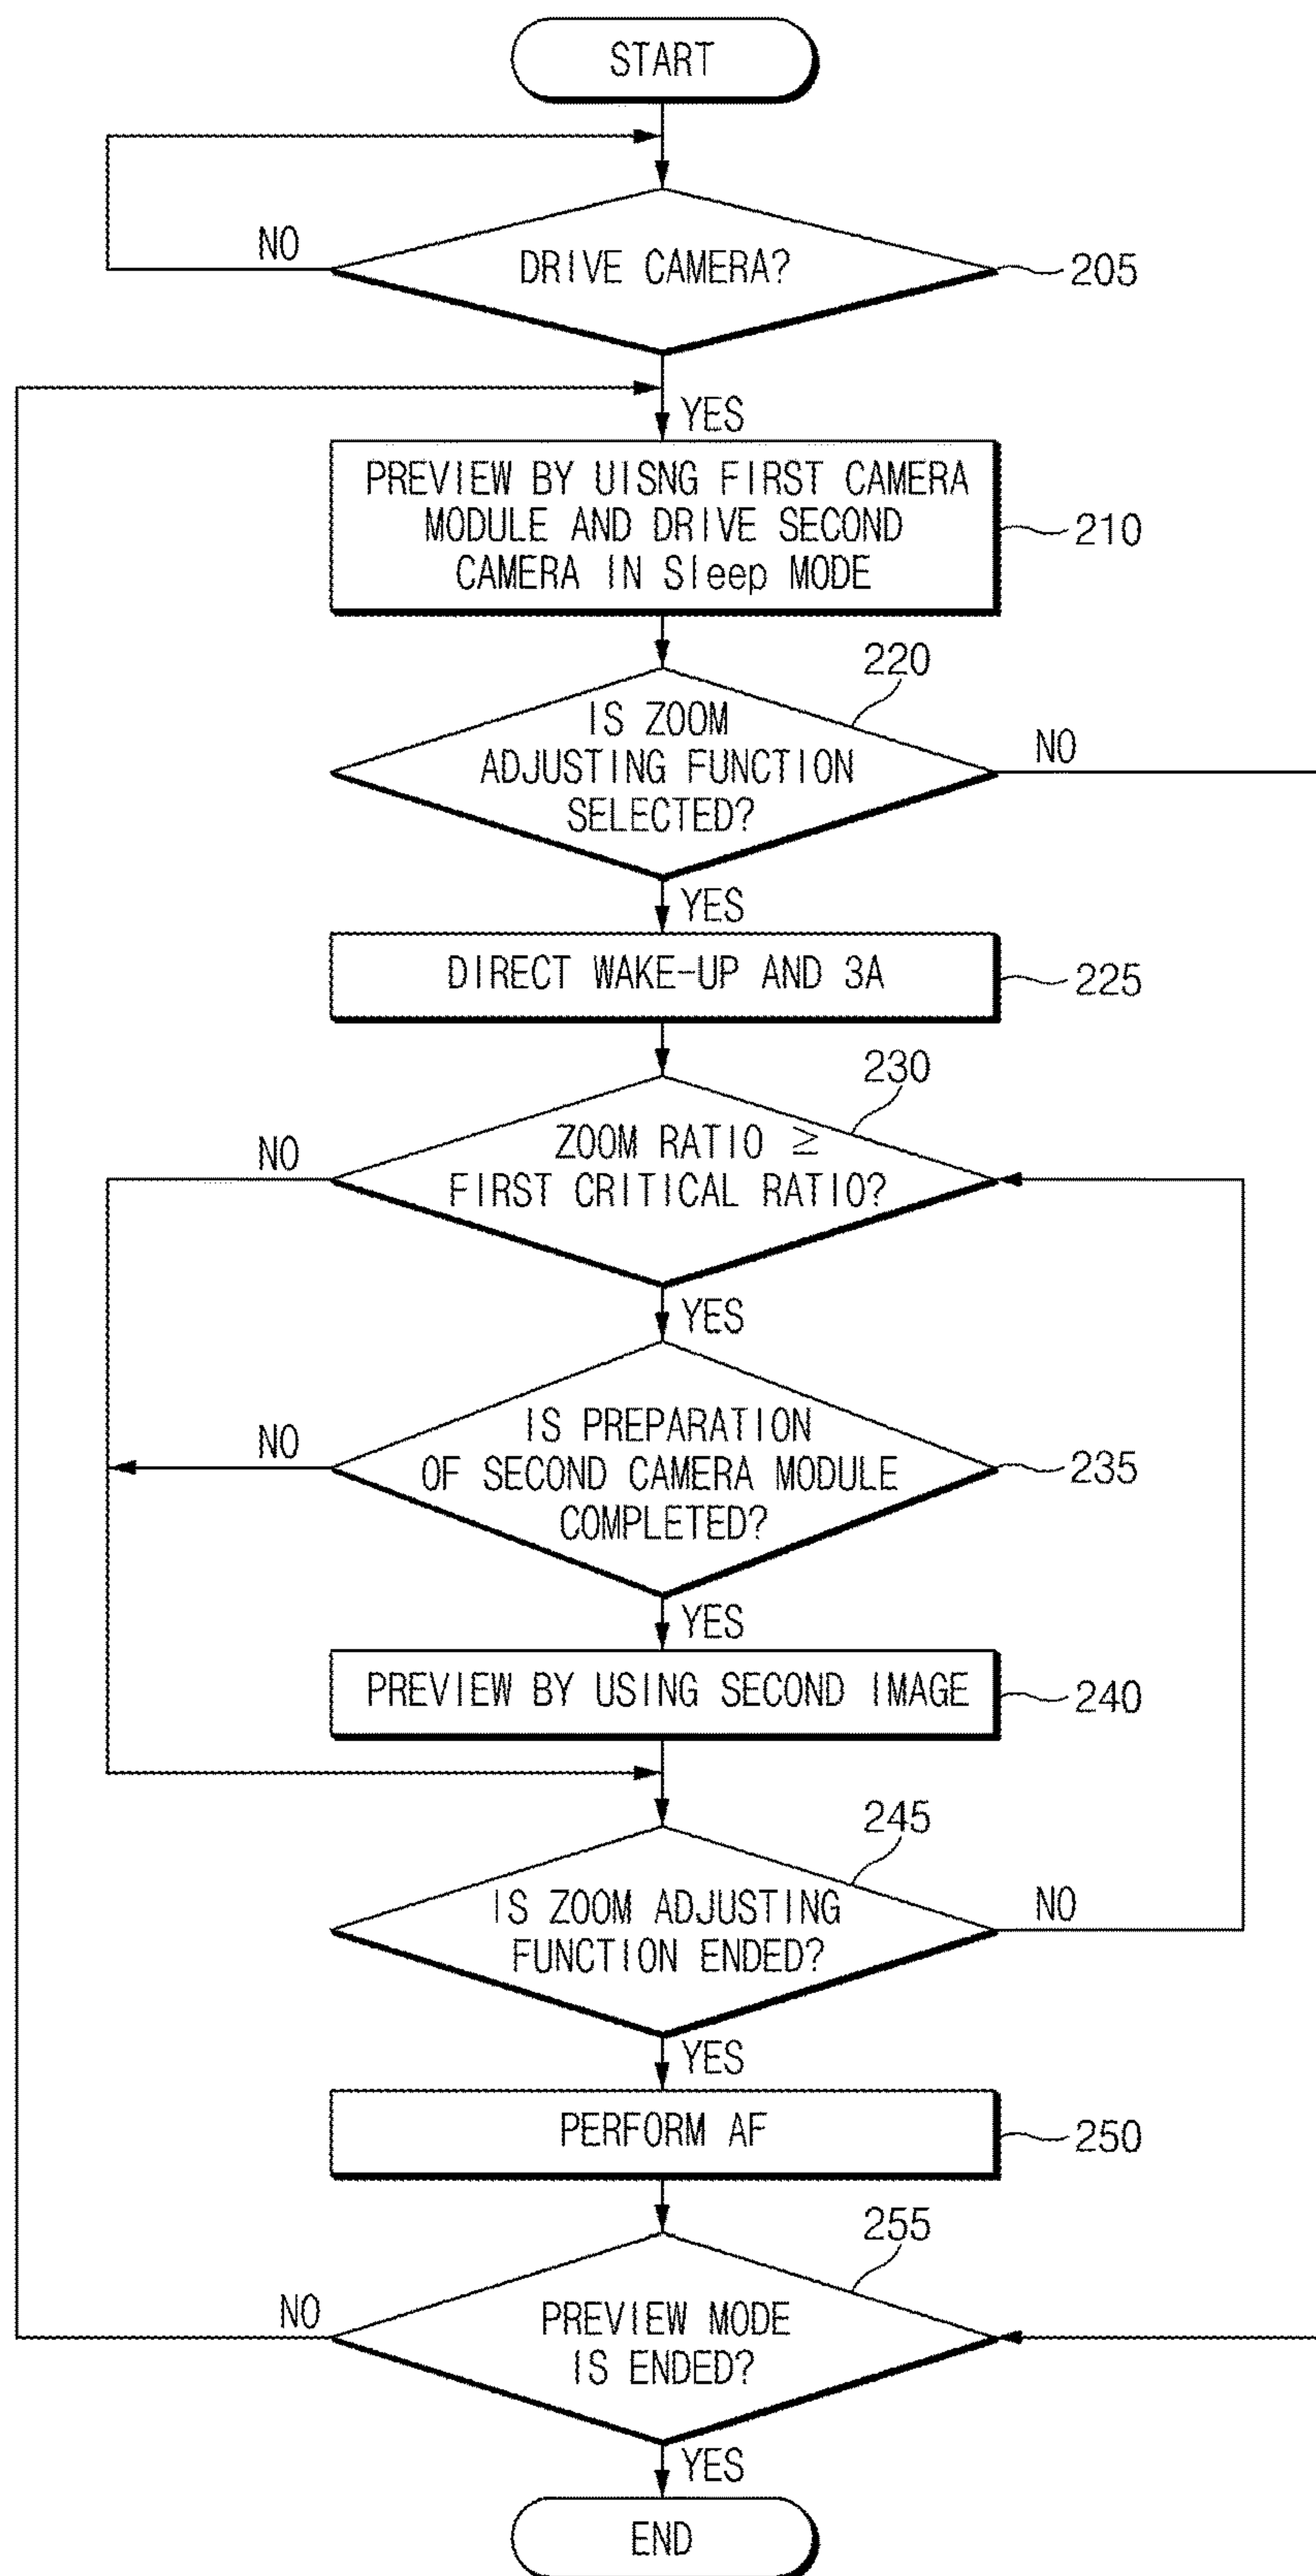 START
NO
DRIVE CAMERA?
205
YES
PREVIEW BY UISNG FIRST CAMERA
MODULE AND DRIVE SECOND
CAMERA IN Sleep MODE
210
220
IS ZOOM
ADJUSTING FUNCTION
SELECTED?
NO
YES
DIRECT WAKE-UP AND 3A
225
230
NO
ZOOM RATIO ≥
FIRST CRITICAL RATIO?
YES
NO
IS PREPARATION
OF SECOND CAMERA MODULE
COMPLETED?
235
YES
PREVIEW BY USING SECOND IMAGE
240
245
IS ZOOM ADJUSTING
FUNCTION ENDED?
NO
YES
PERFORM AF
250
255
NO
PREVIEW MODE
IS ENDED?
YES
END